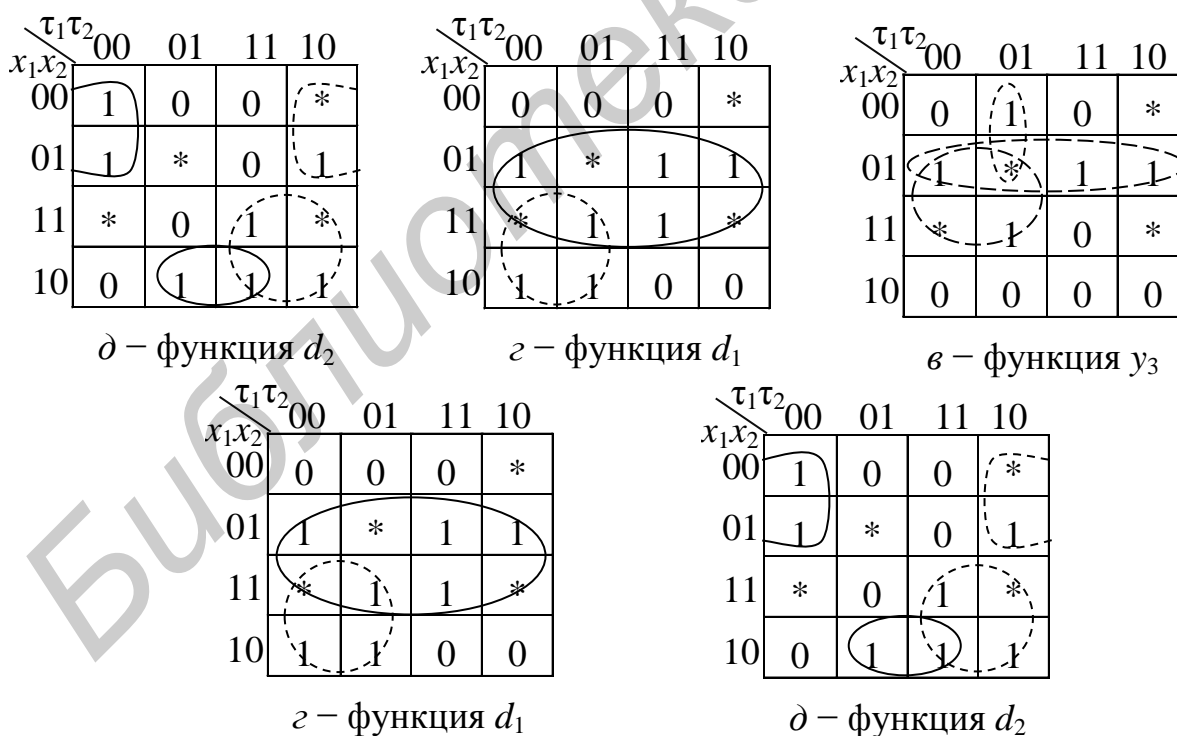 τ₁τ₂ 00 01 11 10 τ₁τ₂ 00 01 11 10 τ₁τ₂ 00 01 11 10
x₁x₂ x₁x₂ x₁x₂
00 1 0 0 * 00 0 0 0 * 00 0 1 0 *
01 1 * 0 1 01 1 * 1 1 01 1 * 1 1
11 * 0 1 * 11 * 1 1 * 11 * 1 0 *
10 0 1 1 1 10 1 1 0 0 10 0 0 0 0
д – функция d₂ г – функция d₁ в – функция y₃
τ₁τ₂ 00 01 11 10 τ₁τ₂ 00 01 11 10
x₁x₂ x₁x₂
00 0 0 0 * 00 1 0 0 *
01 1 * 1 1 01 1 * 0 1
11 * 1 1 * 11 * 0 1 *
10 1 1 0 0 10 0 1 1 1
г – функция d₁ д – функция d₂
Библиотек